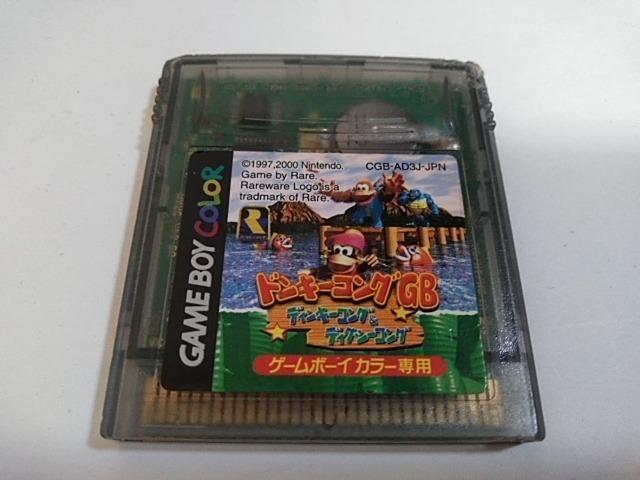 ©1997,2000 Nintendo.
Game by Rare.
Rareware Logo is a
trademark of Rare.
CGB-AD3J-JPN
GAME BOY COLOR
ドンキーコングGB
ディンキーコング&
ディクシーコング
ゲームボーイカラー専用